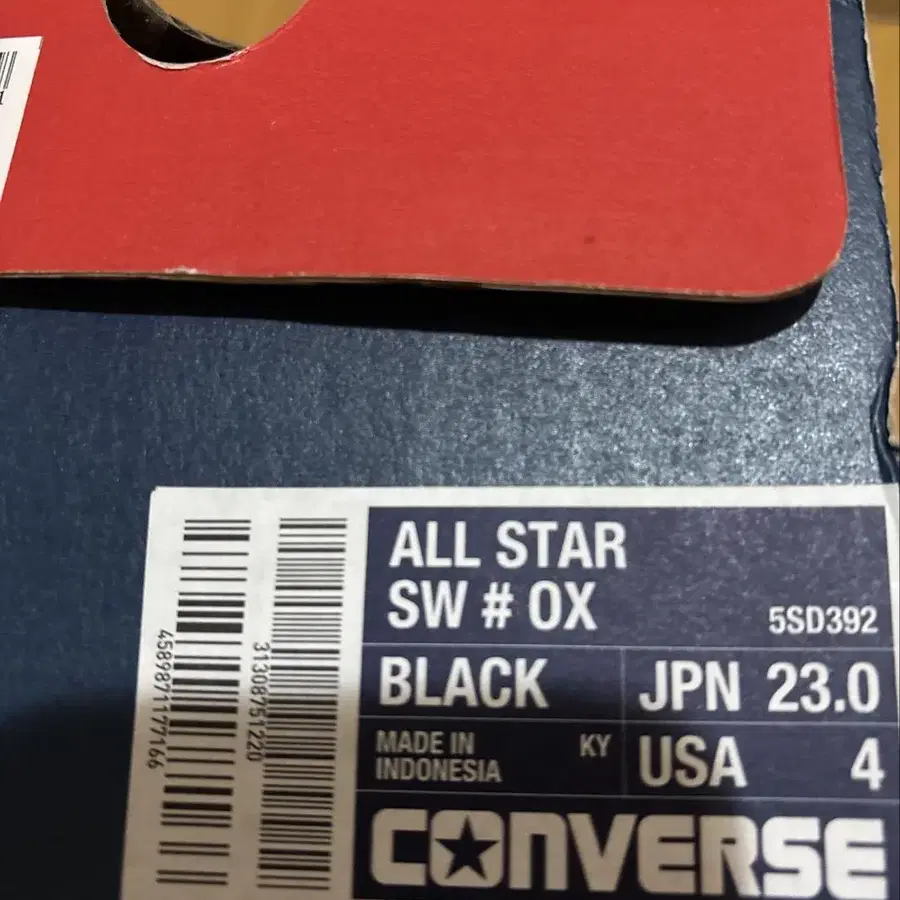 ALL STAR
SW # OX
5SD392
BLACK
JPN 23.0
MADE IN
INDONESIA
KY
USA 4
CONVERSE
4589871177166
31308751220